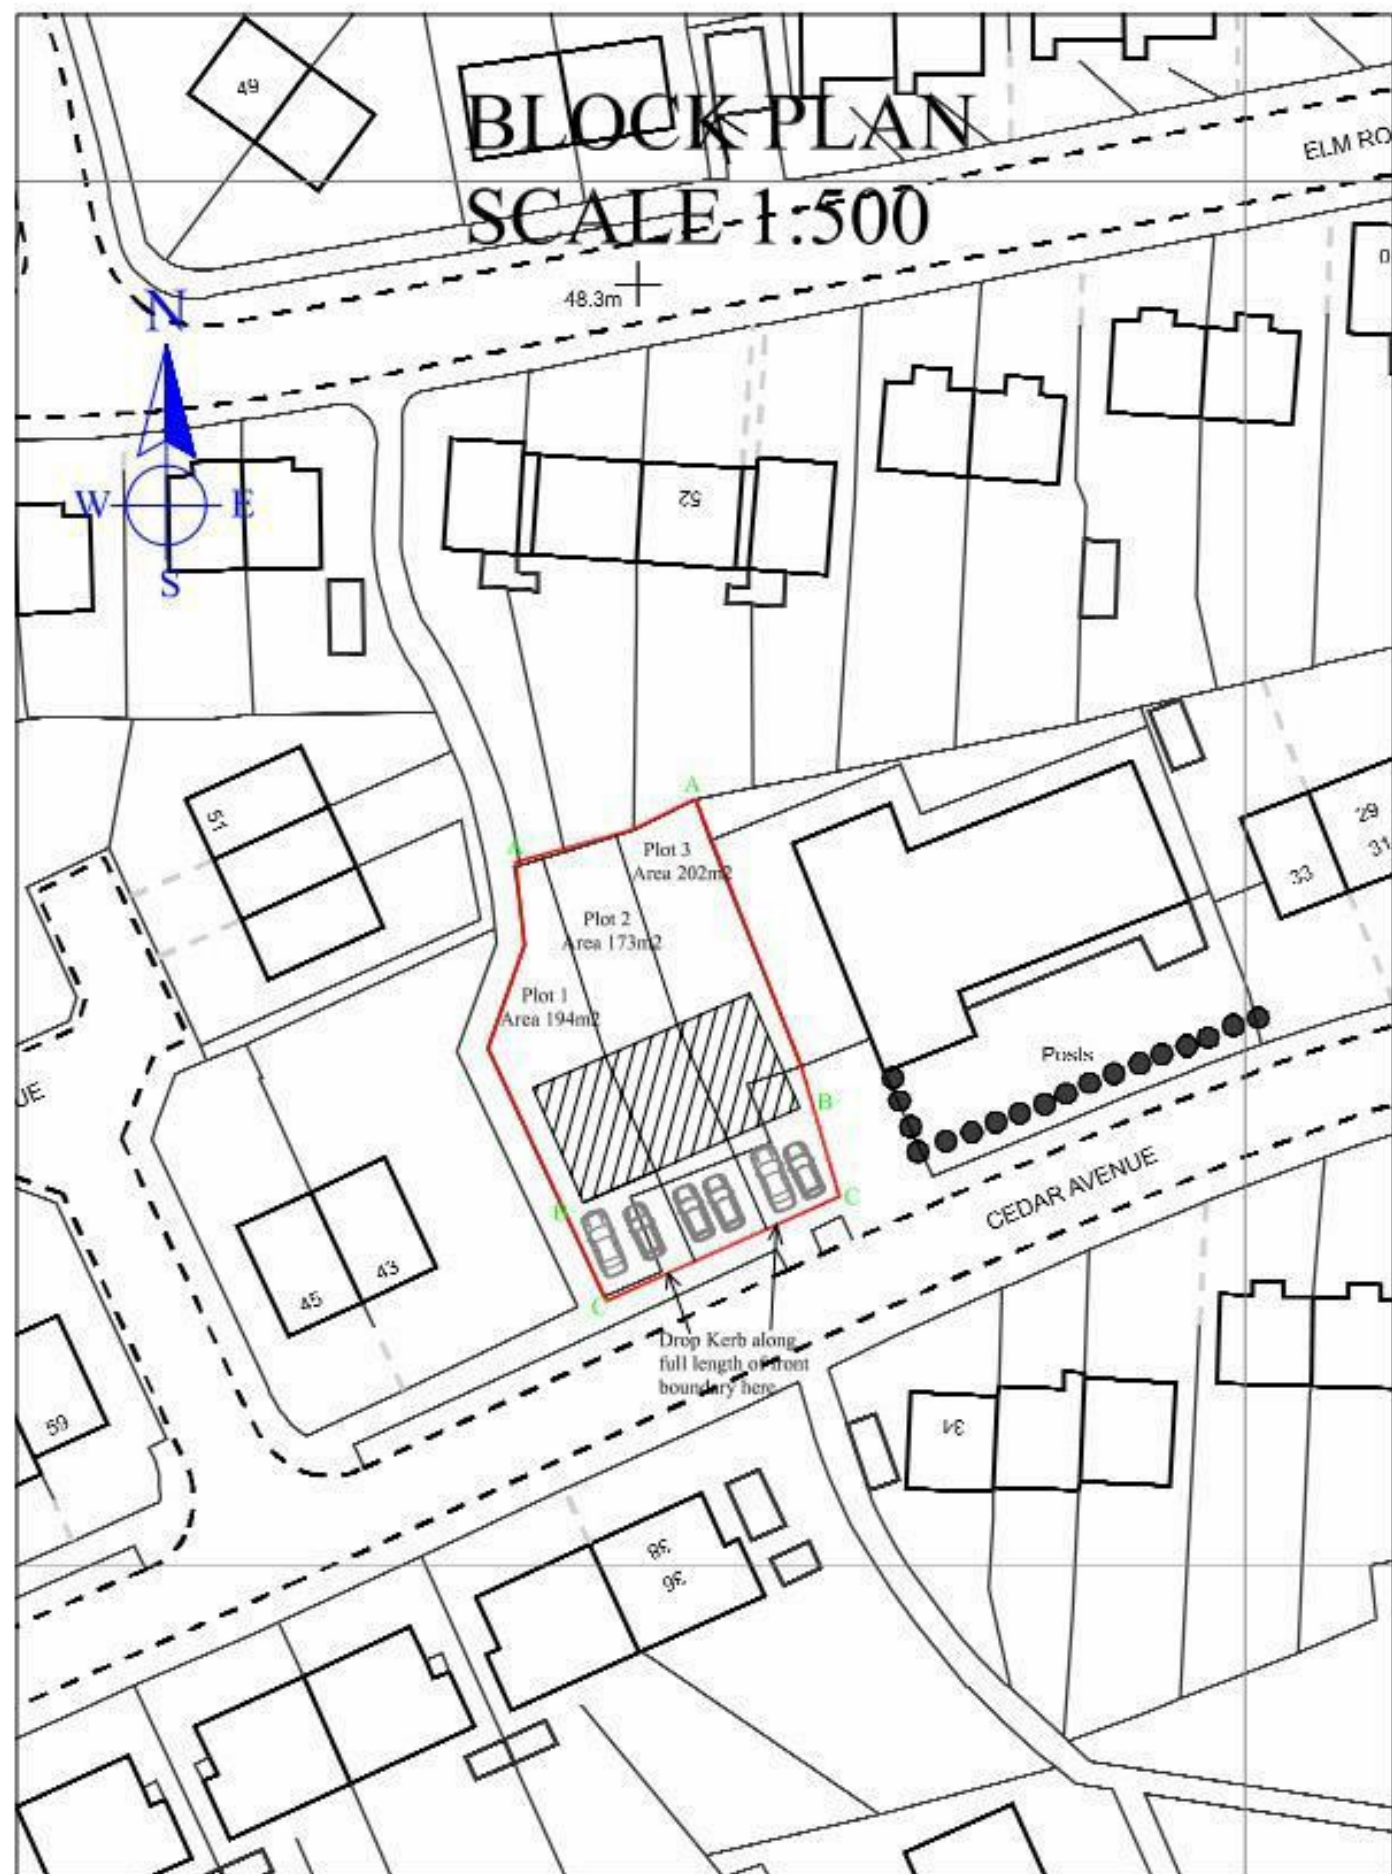 49
BLOCK PLAN
ELM RO
SCALE 1:500
48.3m
N
W
E
S
52
51
A
A
Plot 3
Area 202m2
Plot 2
Area 173m2
Plot 1
Area 194m2
29
31
33
Posts
B
B
C
C
CEDAR AVENUE
UE
43
45
Drop Kerb along
full length of front
boundary here
59
34
38
36